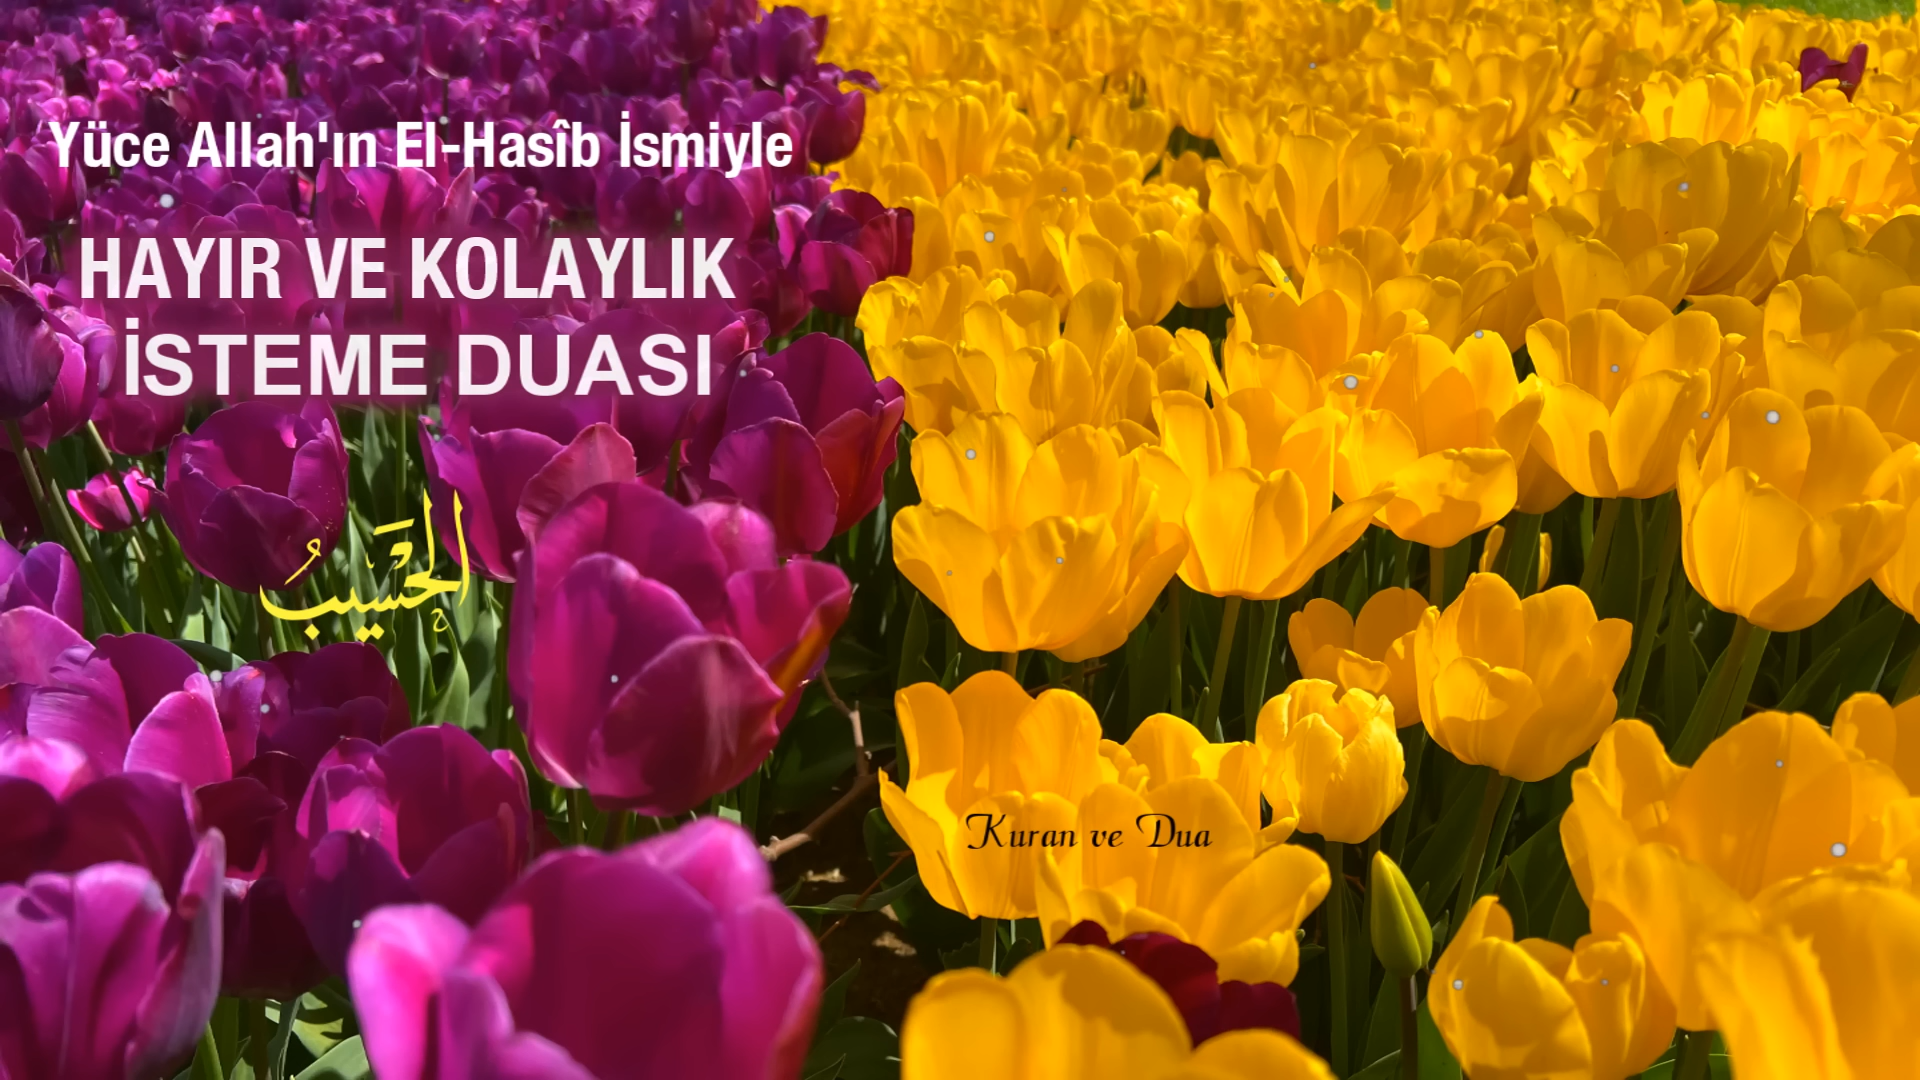 Yüce Allah'ın El-Hasîb İsmiyle
HAYIR VE KOLAYLIK
İSTEME DUASI
الحَسْيبُ
Kuran ve Dua